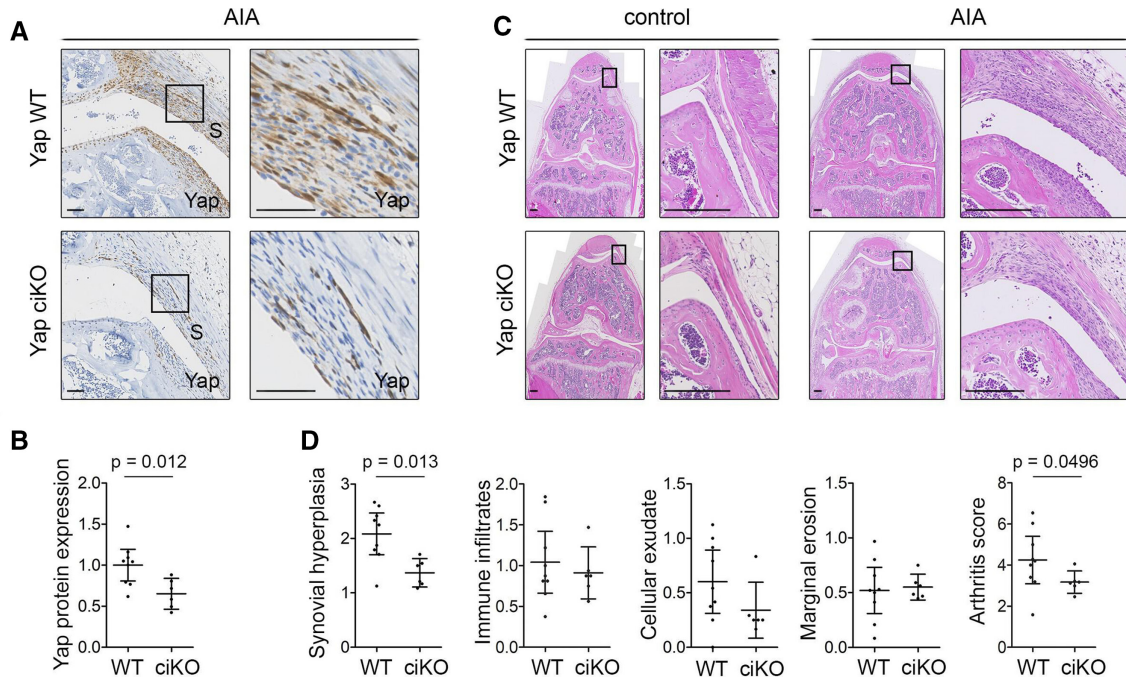 A
AIA
Yap WT
S
Yap
Yap
Yap ciKO
S
Yap
Yap
C
control
AIA
Yap WT
Yap ciKO
B
p = 0.012
Yap protein expression
1.5
1.0
0.5
0.0
WT ciKO
D
p = 0.013
Synovial hyperplasia
3
2
1
0
WT ciKO
Immune infiltrates
2.0
1.5
1.0
0.5
0.0
WT ciKO
Cellular exudate
1.5
1.0
0.5
0.0
WT ciKO
Marginal erosion
1.5
1.0
0.5
0.0
WT ciKO
p = 0.0496
Arthritis score
8
6
4
2
0
WT ciKO